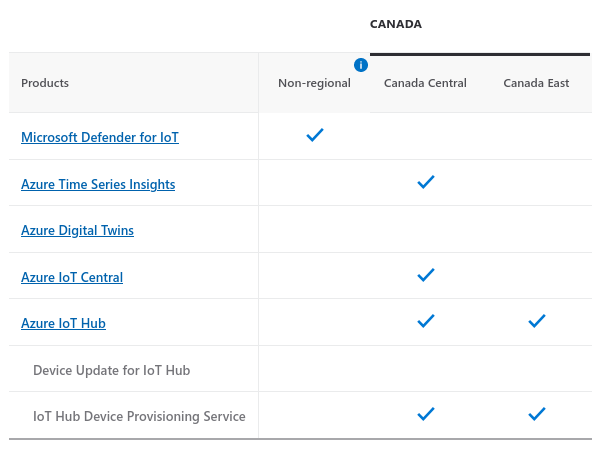 CANADA
Products Non-regional Canada Central Canada East
Microsoft Defender for IoT
Azure Time Series Insights
Azure Digital Twins
Azure IoT Central
Azure IoT Hub
Device Update for IoT Hub
IoT Hub Device Provisioning Service